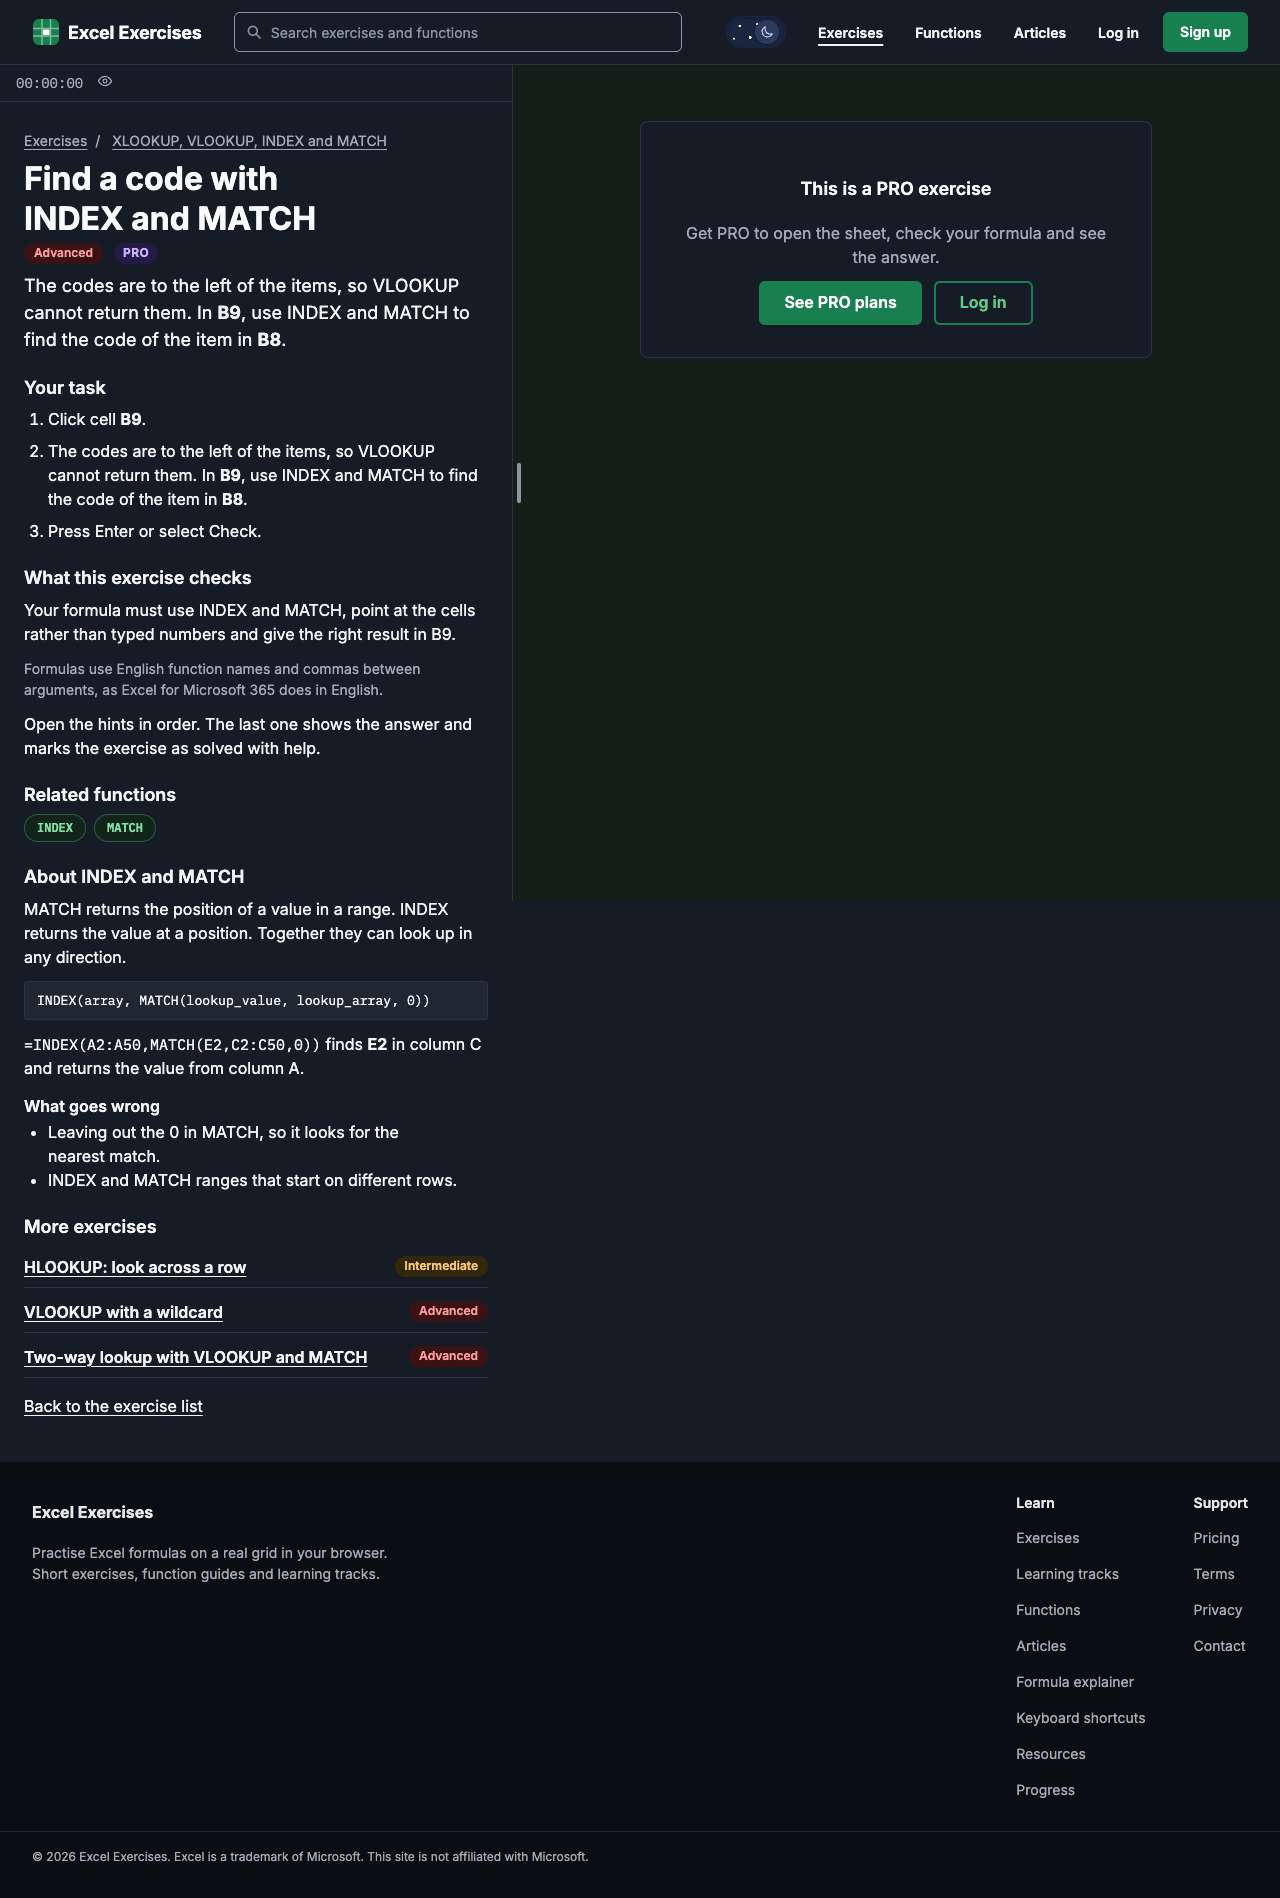 Excel Exercises
Search exercises and functions
Exercises
Functions
Articles
Log in
Sign up
00:00:00
Exercises / XLOOKUP, VLOOKUP, INDEX and MATCH
Find a code with
INDEX and MATCH
Advanced
PRO
The codes are to the left of the items, so VLOOKUP
cannot return them. In B9, use INDEX and MATCH to
find the code of the item in B8.
Your task
1. Click cell B9.
2. The codes are to the left of the items, so VLOOKUP
cannot return them. In B9, use INDEX and MATCH to find
the code of the item in B8.
3. Press Enter or select Check.
What this exercise checks
Your formula must use INDEX and MATCH, point at the cells
rather than typed numbers and give the right result in B9.
Formulas use English function names and commas between
arguments, as Excel for Microsoft 365 does in English.
Open the hints in order. The last one shows the answer and
marks the exercise as solved with help.
Related functions
INDEX
MATCH
About INDEX and MATCH
MATCH returns the position of a value in a range. INDEX
returns the value at a position. Together they can look up in
any direction.
INDEX(array, MATCH(lookup_value, lookup_array, 0))
=INDEX(A2:A50,MATCH(E2,C2:C50,0)) finds E2 in column C
and returns the value from column A.
What goes wrong
• Leaving out the 0 in MATCH, so it looks for the
nearest match.
• INDEX and MATCH ranges that start on different rows.
More exercises
HLOOKUP: look across a row
Intermediate
VLOOKUP with a wildcard
Advanced
Two-way lookup with VLOOKUP and MATCH
Advanced
Back to the exercise list
This is a PRO exercise
Get PRO to open the sheet, check your formula and see
the answer.
See PRO plans
Log in
Excel Exercises
Practise Excel formulas on a real grid in your browser.
Short exercises, function guides and learning tracks.
Learn
Exercises
Learning tracks
Functions
Articles
Formula explainer
Keyboard shortcuts
Resources
Progress
Support
Pricing
Terms
Privacy
Contact
© 2026 Excel Exercises. Excel is a trademark of Microsoft. This site is not affiliated with Microsoft.